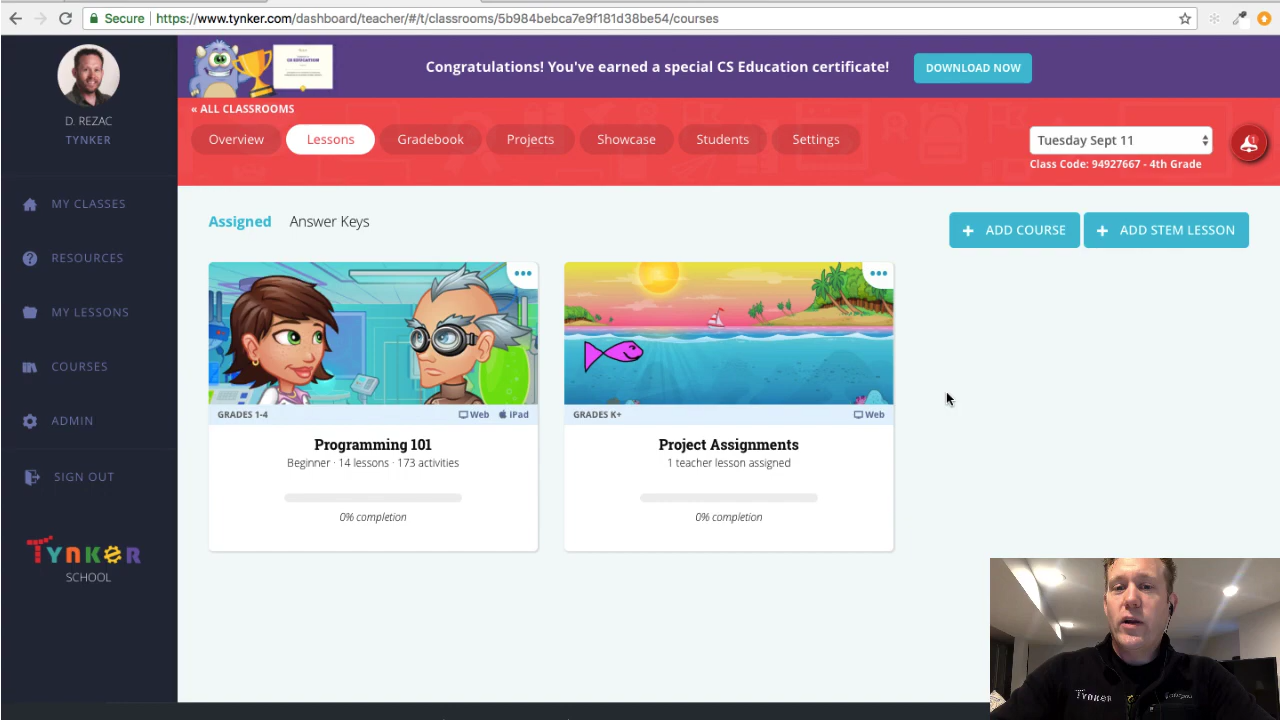 Secure
https://www.tynker.com/dashboard/teacher/#/t/classrooms/5b984bebca7e9f181d38be54/courses
CS EDUCATION
Congratulations! You've earned a special CS Education certificate!
DOWNLOAD NOW
« ALL CLASSROOMS
Overview
Lessons
Gradebook
Projects
Showcase
Students
Settings
Tuesday Sept 11
1
Class Code: 94927667 - 4th Grade
D. REZAC
TYNKER
MY CLASSES
RESOURCES
MY LESSONS
COURSES
ADMIN
SIGN OUT
TYNKER
SCHOOL
Assigned
Answer Keys
+ ADD COURSE
+ ADD STEM LESSON
•••
•••
GRADES 1-4
Web
iPad
Programming 101
Beginner · 14 lessons · 173 activities
0% completion
GRADES K+
Web
Project Assignments
1 teacher lesson assigned
0% completion
Tynker